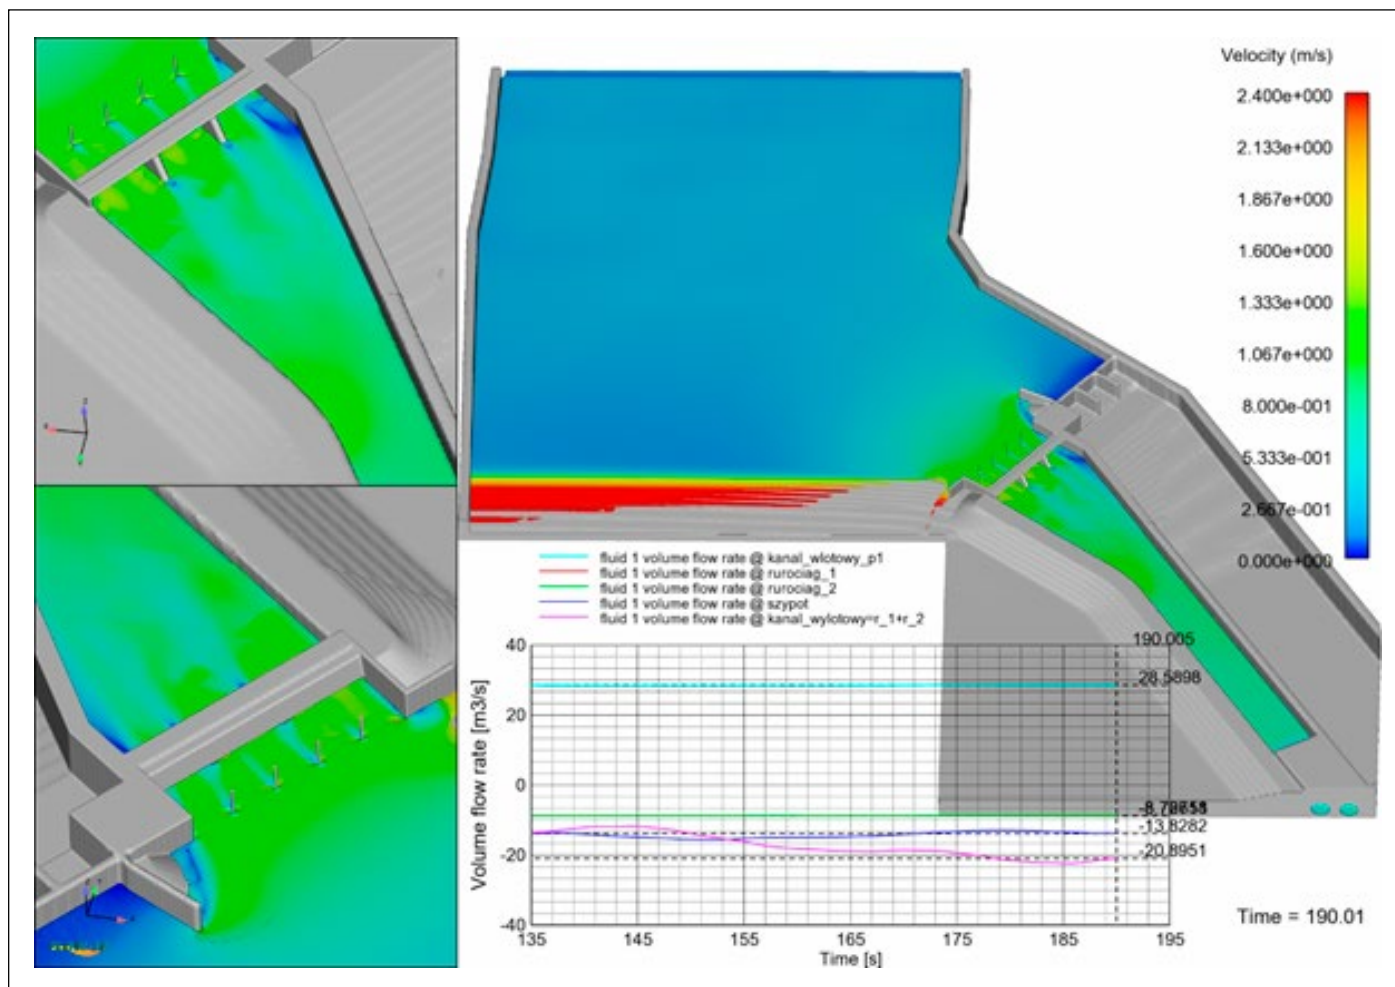 Velocity (m/s)
2.400e+000
2.133e+000
1.867e+000
1.600e+000
1.333e+000
1.067e+000
8.000e-001
5.333e-001
2.667e-001
0.000e+000
fluid 1 volume flow rate @ kanal_wlotowy_p1
fluid 1 volume flow rate @ rurociag_1
fluid 1 volume flow rate @ rurociag_2
fluid 1 volume flow rate @ szypot
fluid 1 volume flow rate @ kanal_wylotowy=r_1+r_2
Volume flow rate [m3/s]
40
20
0
-20
-40
190.005
28.5898
-13.8282
-20.8951
135
145
155
165
175
185
195
Time [s]
Time = 190.01